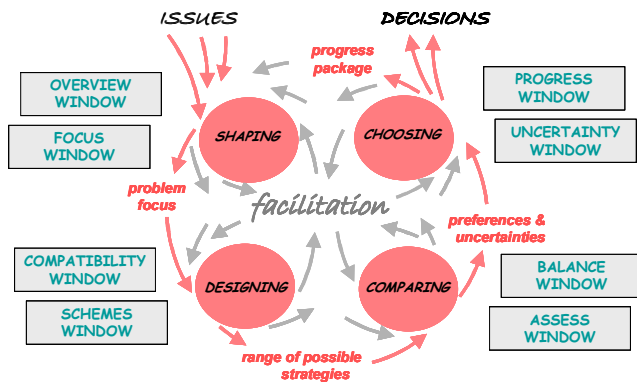 ISSUES
DECISIONS
progress
package
OVERVIEW
WINDOW
PROGRESS
WINDOW
FOCUS
WINDOW
SHAPING
CHOOSING
UNCERTAINTY
WINDOW
problem
focus
facilitation
preferences &
uncertainties
COMPATIBILITY
WINDOW
DESIGNING
COMPARING
BALANCE
WINDOW
SCHEMES
WINDOW
ASSESS
WINDOW
range of possible
strategies